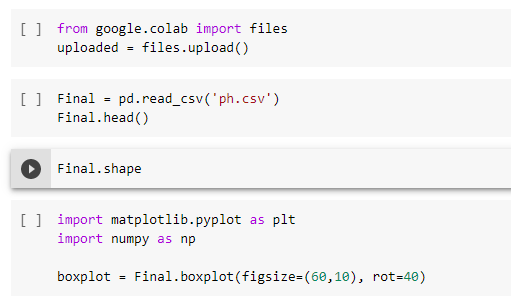 [ ] from google.colab import files
uploaded = files.upload()
[ ] Final = pd.read_csv('ph.csv')
Final.head()
Final.shape
[ ] import matplotlib.pyplot as plt
import numpy as np
boxplot = Final.boxplot(figsize=(60,10), rot=40)